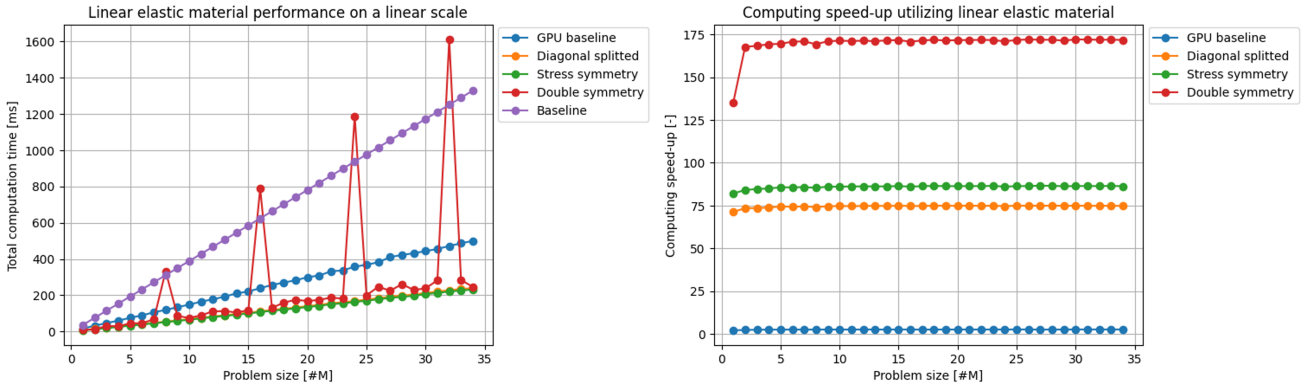 Linear elastic material performance on a linear scale
Total computation time [ms]
1600
1400
1200
1000
800
600
400
200
0
0 5 10 15 20 25 30 35
Problem size [#M]
GPU baseline
Diagonal splitted
Stress symmetry
Double symmetry
Baseline
Computing speed-up utilizing linear elastic material
Computing speed-up [-]
175
150
125
100
75
50
25
0
0 5 10 15 20 25 30 35
Problem size [#M]
GPU baseline
Diagonal splitted
Stress symmetry
Double symmetry